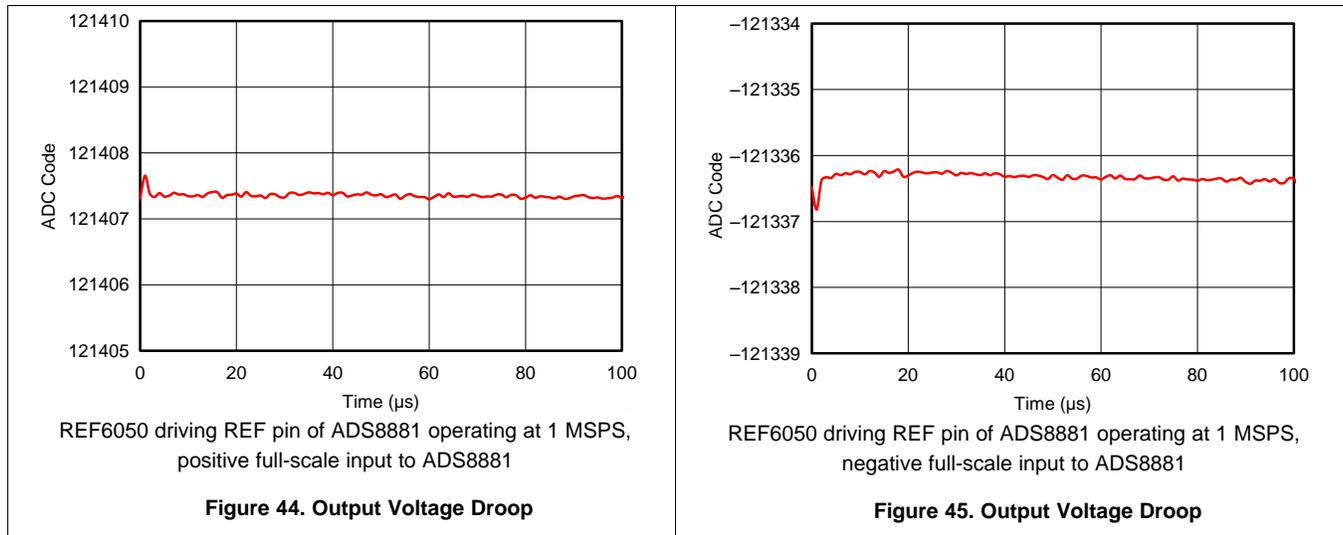 121410
121409
121408
121407
121406
121405
ADC Code
0 20 40 60 80 100
Time (µs)
REF6050 driving REF pin of ADS8881 operating at 1 MSPS,
positive full-scale input to ADS8881
Figure 44. Output Voltage Droop
–121334
–121335
–121336
–121337
–121338
–121339
ADC Code
0 20 40 60 80 100
Time (µs)
REF6050 driving REF pin of ADS8881 operating at 1 MSPS,
negative full-scale input to ADS8881
Figure 45. Output Voltage Droop